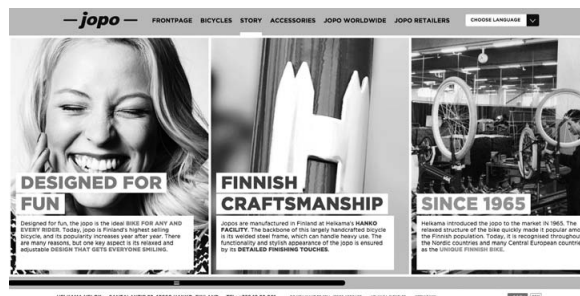 jopo
FRONTPAGE BICYCLES STORY ACCESSORIES JOPO WORLDWIDE JOPO RETAILERS
CHOOSE LANGUAGE
DESIGNED FOR
FUN
Designed for fun, the jopo is the ideal BIKE FOR ANY AND
EVERY RIDER. Today, jopo is Finland's highest selling
bicycle, and its popularity increases year after year. There
are many reasons, but one key aspect is its relaxed and
adjustable DESIGN THAT GETS EVERYONE SMILING.
FINNISH
CRAFTSMANSHIP
Jopos are manufactured in Finland at Helkama's HANKO
FACILITY. The backbone of this largely handcrafted bicycle
is its welded steel frame, which can handle heavy use. The
functionality and stylish appearance of the jopo is ensured
by its DETAILED FINISHING TOUCHES.
SINCE 1965
Helkama introduced the jopo to the market IN 1965. The
relaxed structure of the bike quickly made it popular amo
the Finnish population. Today, it is recognised throughou
the Nordic countries and many Central European countrie
as the UNIQUE FINNISH BIKE.